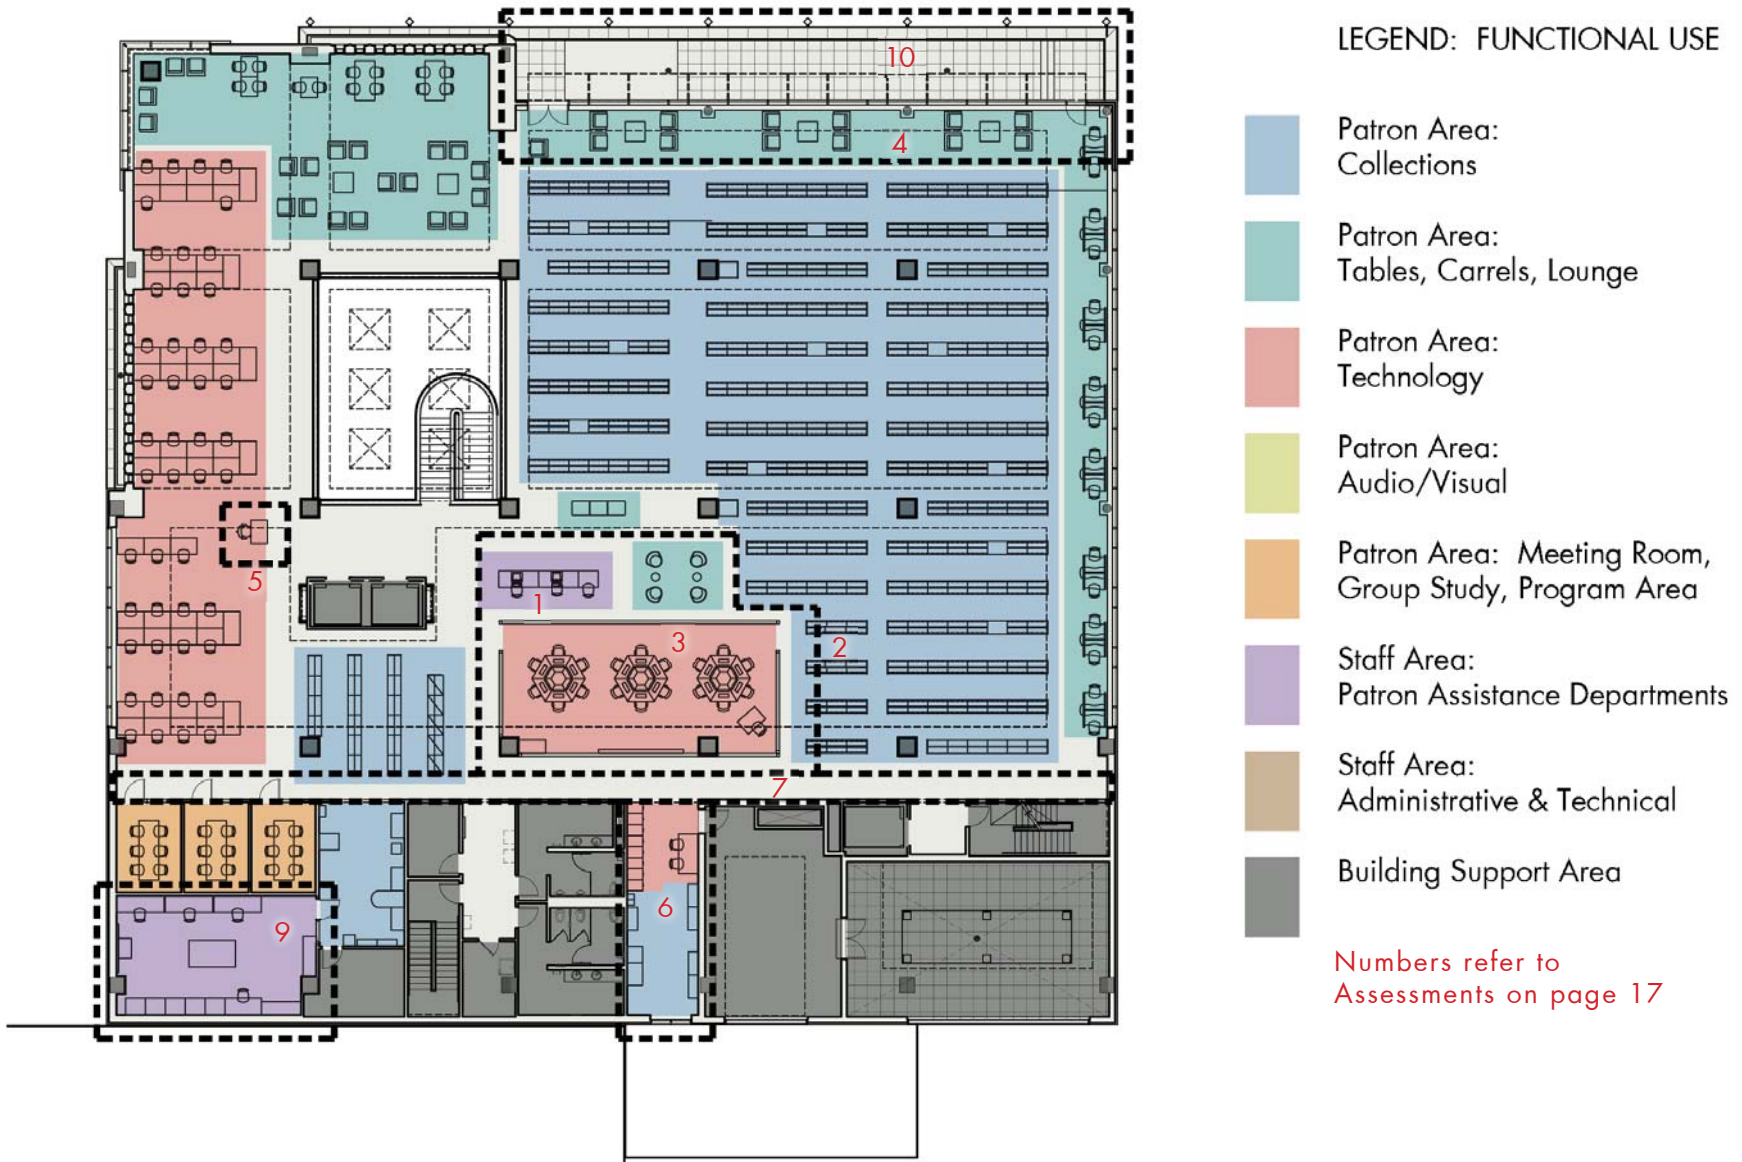 LEGEND: FUNCTIONAL USE
Patron Area:
Collections
Patron Area:
Tables, Carrels, Lounge
Patron Area:
Technology
Patron Area:
Audio/Visual
Patron Area: Meeting Room,
Group Study, Program Area
Staff Area:
Patron Assistance Departments
Staff Area:
Administrative & Technical
Building Support Area
Numbers refer to
Assessments on page 17
10
4
5
1
3
2
7
6
9